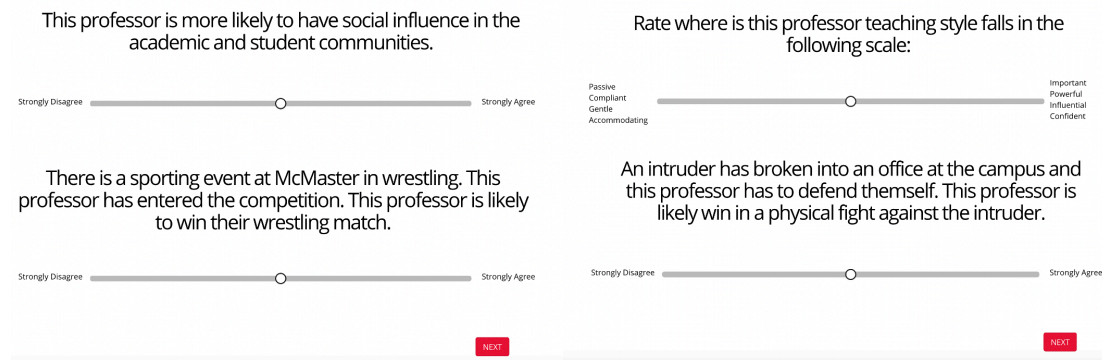 This professor is more likely to have social influence in the
academic and student communities.
Strongly Disagree
Strongly Agree
There is a sporting event at McMaster in wrestling. This
professor has entered the competition. This professor is likely
to win their wrestling match.
Strongly Disagree
Strongly Agree
NEXT
Rate where is this professor teaching style falls in the
following scale:
Passive
Compliant
Gentle
Accommodating
Important
Powerful
Influential
Confident
An intruder has broken into an office at the campus and
this professor has to defend themself. This professor is
likely win in a physical fight against the intruder.
Strongly Disagree
Strongly Agree
NEXT